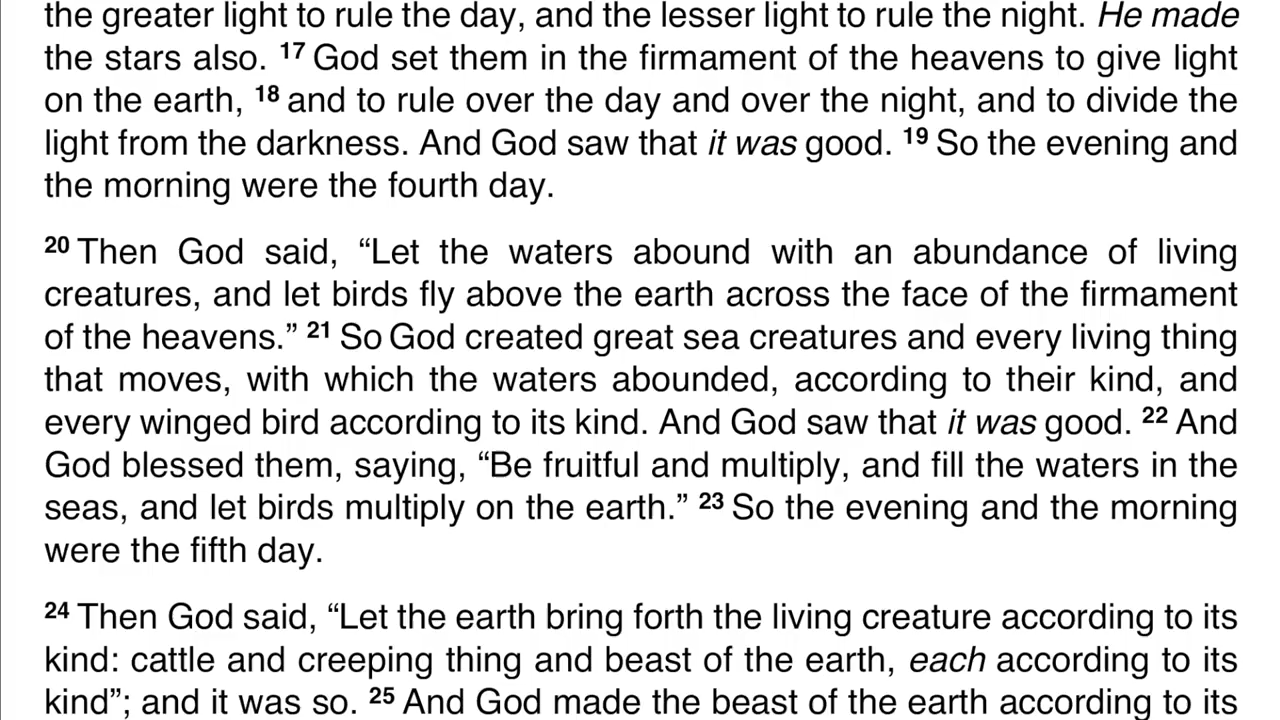 the greater light to rule the day, and the lesser light to rule the night. He made
the stars also. 17 God set them in the firmament of the heavens to give light
on the earth, 18 and to rule over the day and over the night, and to divide the
light from the darkness. And God saw that it was good. 19 So the evening and
the morning were the fourth day.
20 Then God said, “Let the waters abound with an abundance of living
creatures, and let birds fly above the earth across the face of the firmament
of the heavens.” 21 So God created great sea creatures and every living thing
that moves, with which the waters abounded, according to their kind, and
every winged bird according to its kind. And God saw that it was good. 22 And
God blessed them, saying, “Be fruitful and multiply, and fill the waters in the
seas, and let birds multiply on the earth.” 23 So the evening and the morning
were the fifth day.
24 Then God said, “Let the earth bring forth the living creature according to its
kind: cattle and creeping thing and beast of the earth, each according to its
kind”; and it was so. 25 And God made the beast of the earth according to its